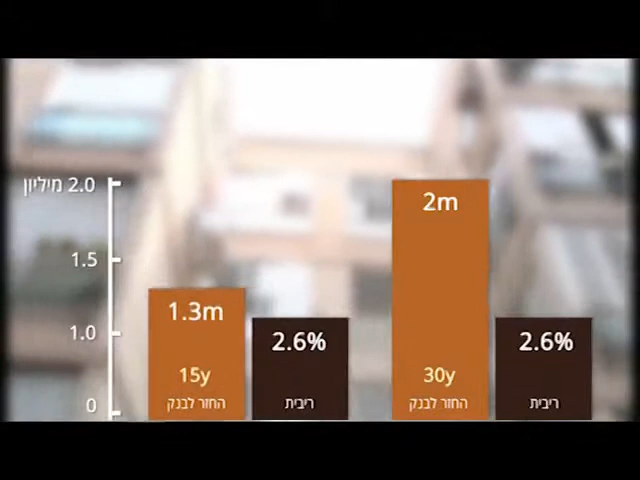 2.0 מיליון
1.5
1.0
0
1.3m
15y
החזר לבנק
2.6%
ריבית
2m
30y
החזר לבנק
2.6%
ריבית